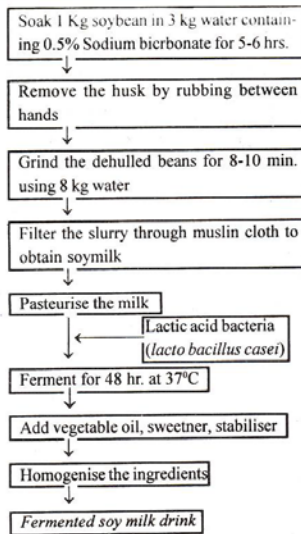 Soak 1 Kg soybean in 3 kg water contain-
ing 0.5% Sodium bicrbonate for 5-6 hrs.
Remove the husk by rubbing between
hands
Grind the dehulled beans for 8-10 min.
using 8 kg water
Filter the slurry through muslin cloth to
obtain soymilk
Pasteurise the milk
Lactic acid bacteria
(lacto bacillus casei)
Ferment for 48 hr. at 37⁰C
Add vegetable oil, sweetner, stabiliser
Homogenise the ingredients
Fermented soy milk drink